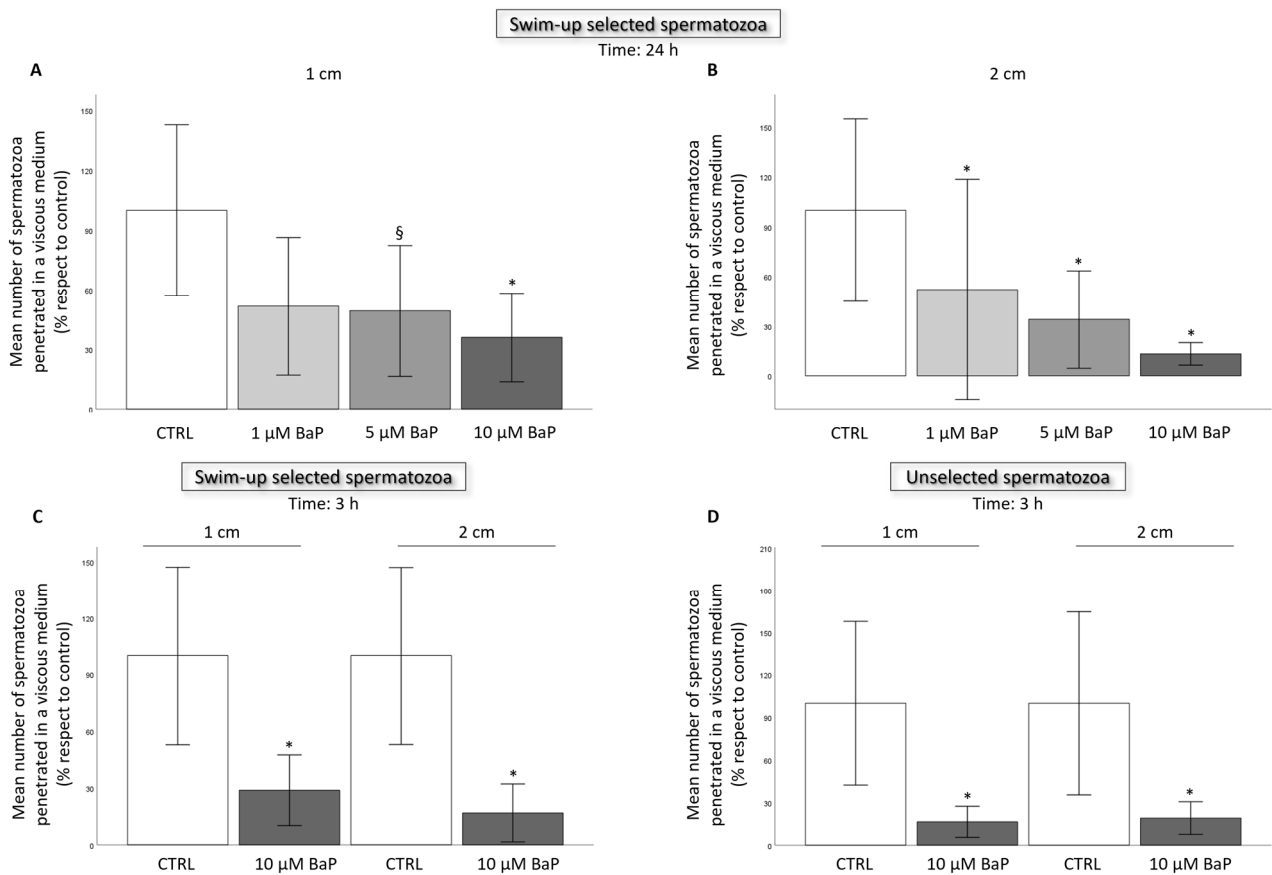 Swim-up selected spermatozoa
Time: 24 h
A
1 cm
Mean number of spermatozoa
penetrated in a viscous medium
(% respect to control)
150
120
90
60
30
0
§
*
CTRL
1 µM BaP
5 µM BaP
10 µM BaP
B
2 cm
Mean number of spermatozoa
penetrated in a viscous medium
(% respect to control)
150
120
90
60
30
0
*
*
*
CTRL
1 µM BaP
5 µM BaP
10 µM BaP
Swim-up selected spermatozoa
Time: 3 h
C
1 cm
2 cm
Mean number of spermatozoa
penetrated in a viscous medium
(% respect to control)
150
120
90
60
30
0
*
*
CTRL
10 µM BaP
CTRL
10 µM BaP
Unselected spermatozoa
Time: 3 h
D
1 cm
2 cm
Mean number of spermatozoa
penetrated in a viscous medium
(% respect to control)
210
100
150
210
90
60
30
0
*
*
CTRL
10 µM BaP
CTRL
10 µM BaP